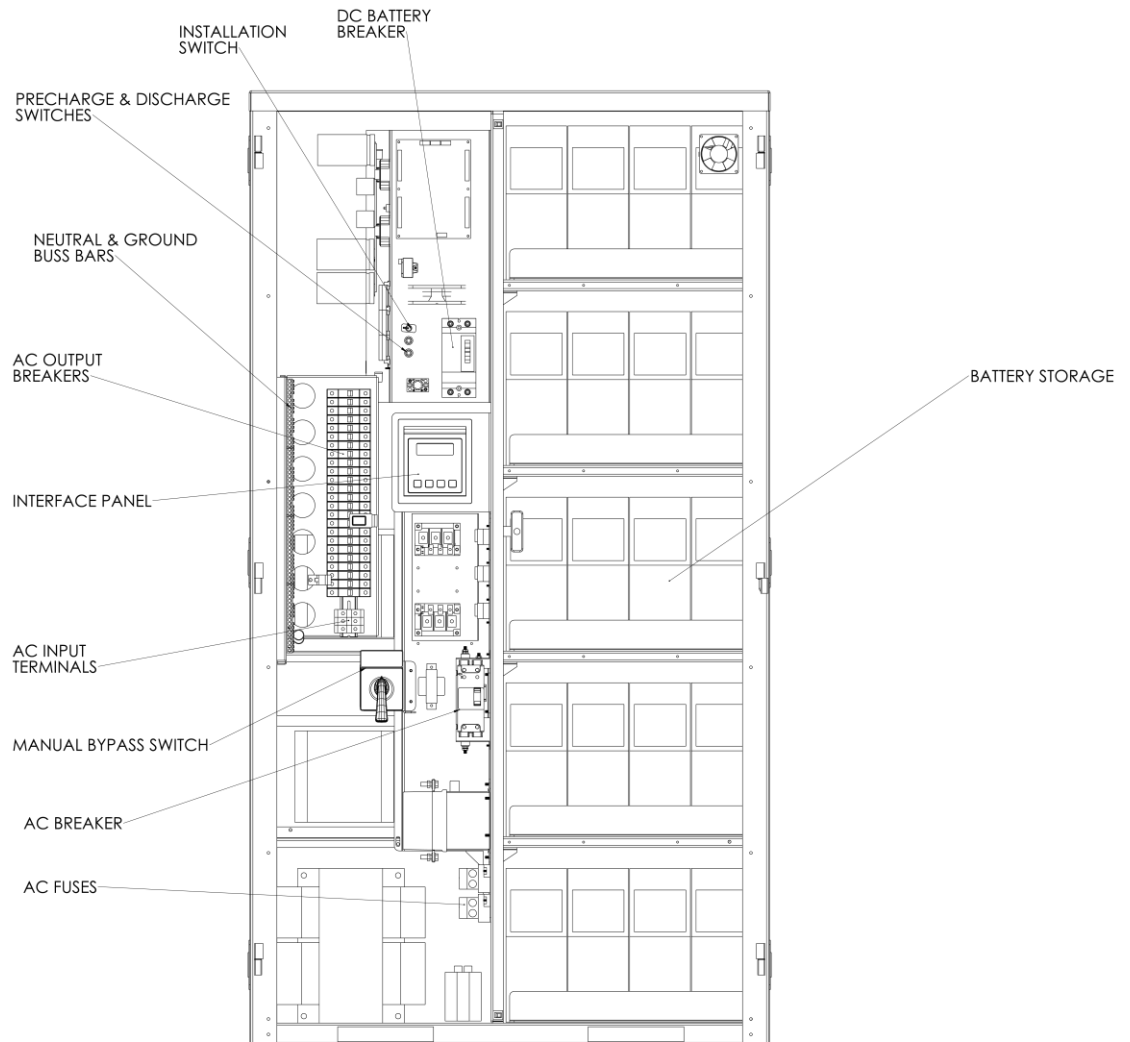 DC BATTERY
BREAKER
INSTALLATION
SWITCH
PRECHARGE & DISCHARGE
SWITCHES
NEUTRAL & GROUND
BUSS BARS
AC OUTPUT
BREAKERS
BATTERY STORAGE
INTERFACE PANEL
AC INPUT
TERMINALS
MANUAL BYPASS SWITCH
AC BREAKER
AC FUSES